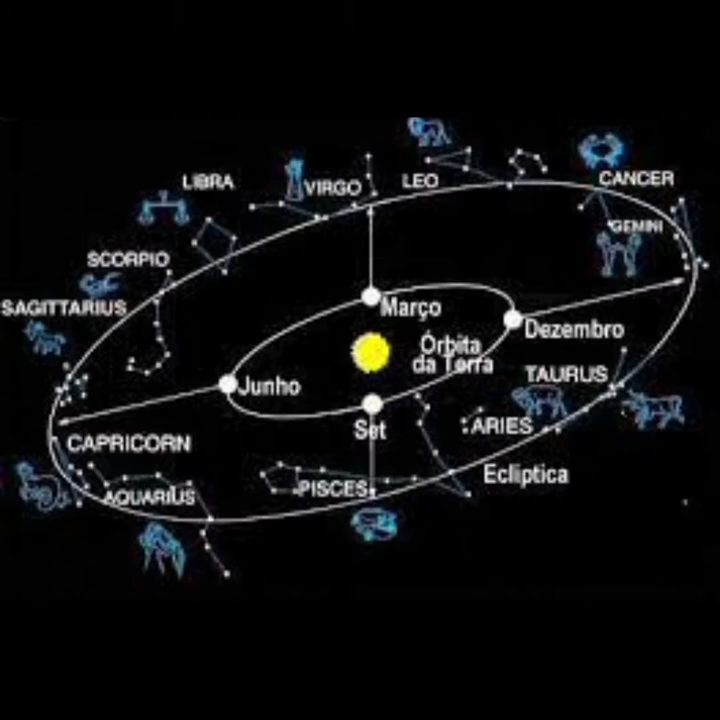 LEO
CANCER
LIBRA
VIRGO
GEMINI
SCORPIO
SAGITTARIUS
Março
Dezembro
Órbita
da Terra
Junho
TAURUS
Set
ARIES
CAPRICORN
Ecliptica
PISCES
AQUARIUS